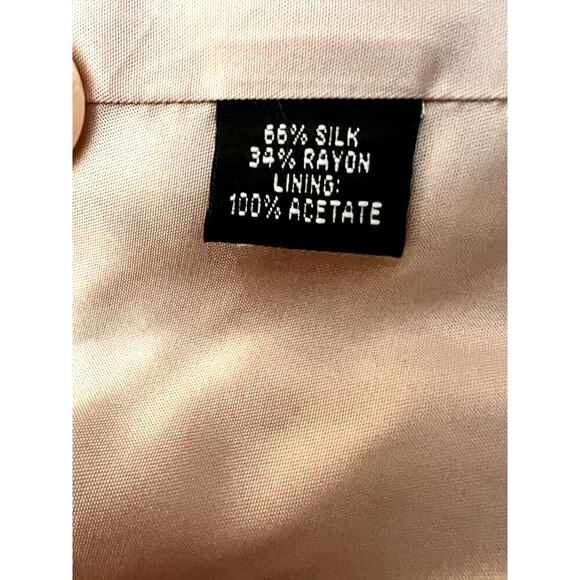 66% SILK
34% RAYON
LINING:
100% ACETATE